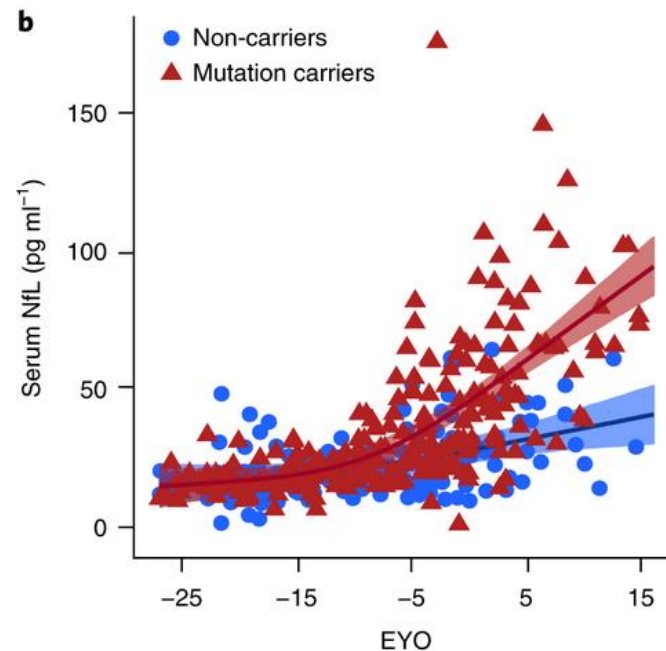 b
Non-carriers
Mutation carriers
Serum NfL (pg ml⁻¹)
150
100
50
0
−25 −15 −5 5 15
EYO